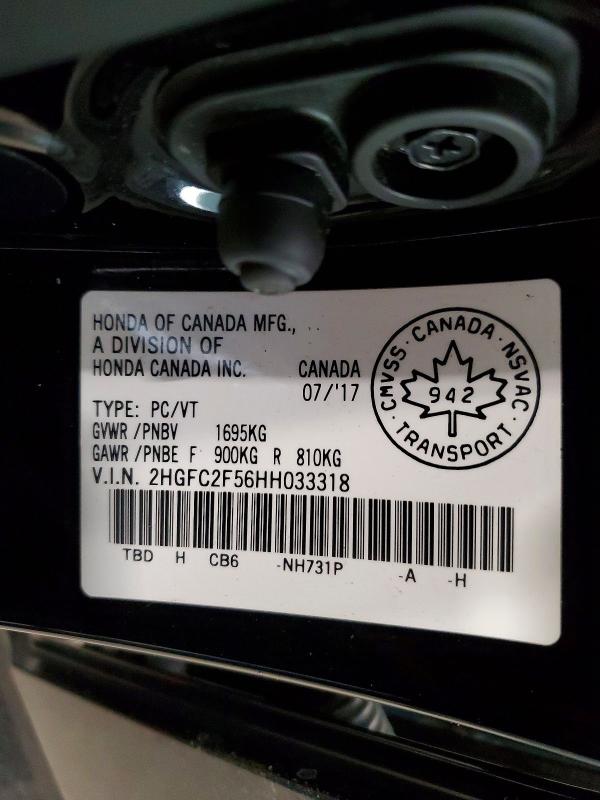 HONDA OF CANADA MFG.,
A DIVISION OF
HONDA CANADA INC. CANADA
07/'17
TYPE: PC/VT
GVWR /PNBV 1695KG
GAWR /PNBE F 900KG R 810KG
V.I.N. 2HGFC2F56HH033318
TBD H CB6 -NH731P -A -H
CMVSS · CANADA · NSVAC
942
· TRANSPORT ·